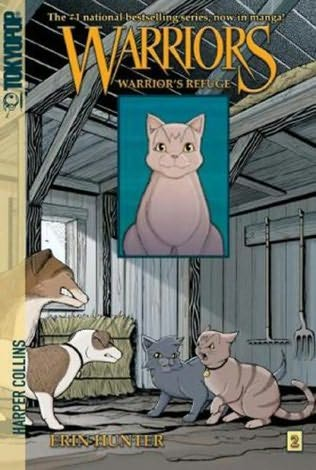 TOKYOPOP
The #1 national bestselling series, now in manga!
WARRIORS
WARRIOR'S REFUGE
HARPER COLLINS
ERIN HUNTER
2